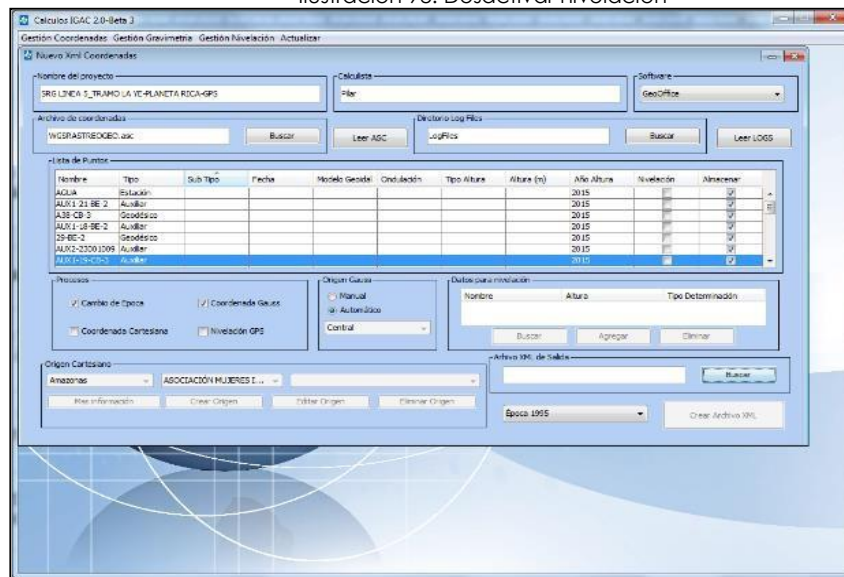 Ilustración 98. Desactivar nivelación
Calculos IGAC 2.0-Beta 3
Gestión Coordenadas Gestión Gravimetria Gestión Nivelación Actualizar
Nuevo Xml Coordenadas
Nombre del proyecto
Calculista
Software
SRG LINEA 5_TRAMO LA YE-PLANETA RICA-GPS
Pilar
GeoOffice
Archivo de coordenadas
Diretorio Log Files
WGSRASTREOGEO.asc
Buscar
Leer ASC
LogFiles
Buscar
Leer LOGS
Lista de Puntos
Nombre Tipo Sub Tipo Fecha Modelo Geoidal Ondulación Tipo Altura Altura (m) Año Altura Nivelación Almacenar
AGUA Estación 2015
AUX1-21-BE-2 Auxiliar 2015
A38-CB-3 Geodésico 2015
AUX1-18-BE-2 Auxiliar 2015
29-BE-2 Geodésico 2015
AUX2-23001009 Auxiliar 2015
AUX1-19-CB-3 Auxiliar 2015
Procesos
Origen Gauss
Datos para nivelación
Cambio de Epoca
Coordenada Gauss
Manual
Automático
Nombre Altura Tipo Determinación
Coordenada Cartesiana
Nivelación GPS
Central
Buscar
Agregar
Eliminar
Origen Cartesiano
Arhivo XML de Salida
Amazonas
ASOCIACIÓN MUJERES I...
Buscar
Mas información
Crear Origen
Editar Origen
Eliminar Origen
Época 1995
Crear Archivo XML